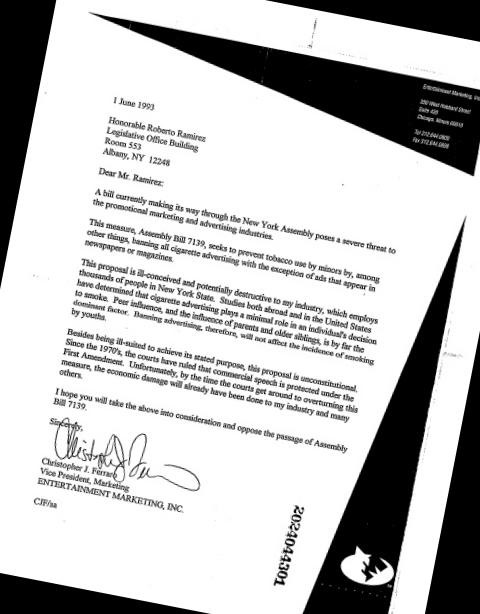 Entertainment Marketing, Inc.
350 West Hubbard Street
Suite 420
Chicago, Illinois 60610
Tel 312.644.0600
Fax 312.644.0808
1 June 1993
Honorable Roberto Ramirez
Legislative Office Building
Room 553
Albany, NY 12248
Dear Mr. Ramirez:
A bill currently making its way through the New York Assembly poses a severe threat to
the promotional marketing and advertising industries.
This measure, Assembly Bill 7139, seeks to prevent tobacco use by minors by, among
other things, banning all cigarette advertising with the exception of ads that appear in
newspapers or magazines.
This proposal is ill-conceived and potentially destructive to my industry, which employs
thousands of people in New York State. Studies both abroad and in the United States
have determined that cigarette advertising plays a minimal role in an individual's decision
to smoke. Peer influence, and the influence of parents and older siblings, is by far the
dominant factor. Banning advertising, therefore, will not affect the incidence of smoking
by youths.
Besides being ill-suited to achieve its stated purpose, this proposal is unconstitutional.
Since the 1970's, the courts have ruled that commercial speech is protected under the
First Amendment. Unfortunately, by the time the courts get around to overturning this
measure, the economic damage will already have been done to my industry and many
others.
I hope you will take the above into consideration and oppose the passage of Assembly
Bill 7139.
Sincerely,
Christopher J. Ferrara
Vice President, Marketing
ENTERTAINMENT MARKETING, INC.
CJF/sa
2024044301